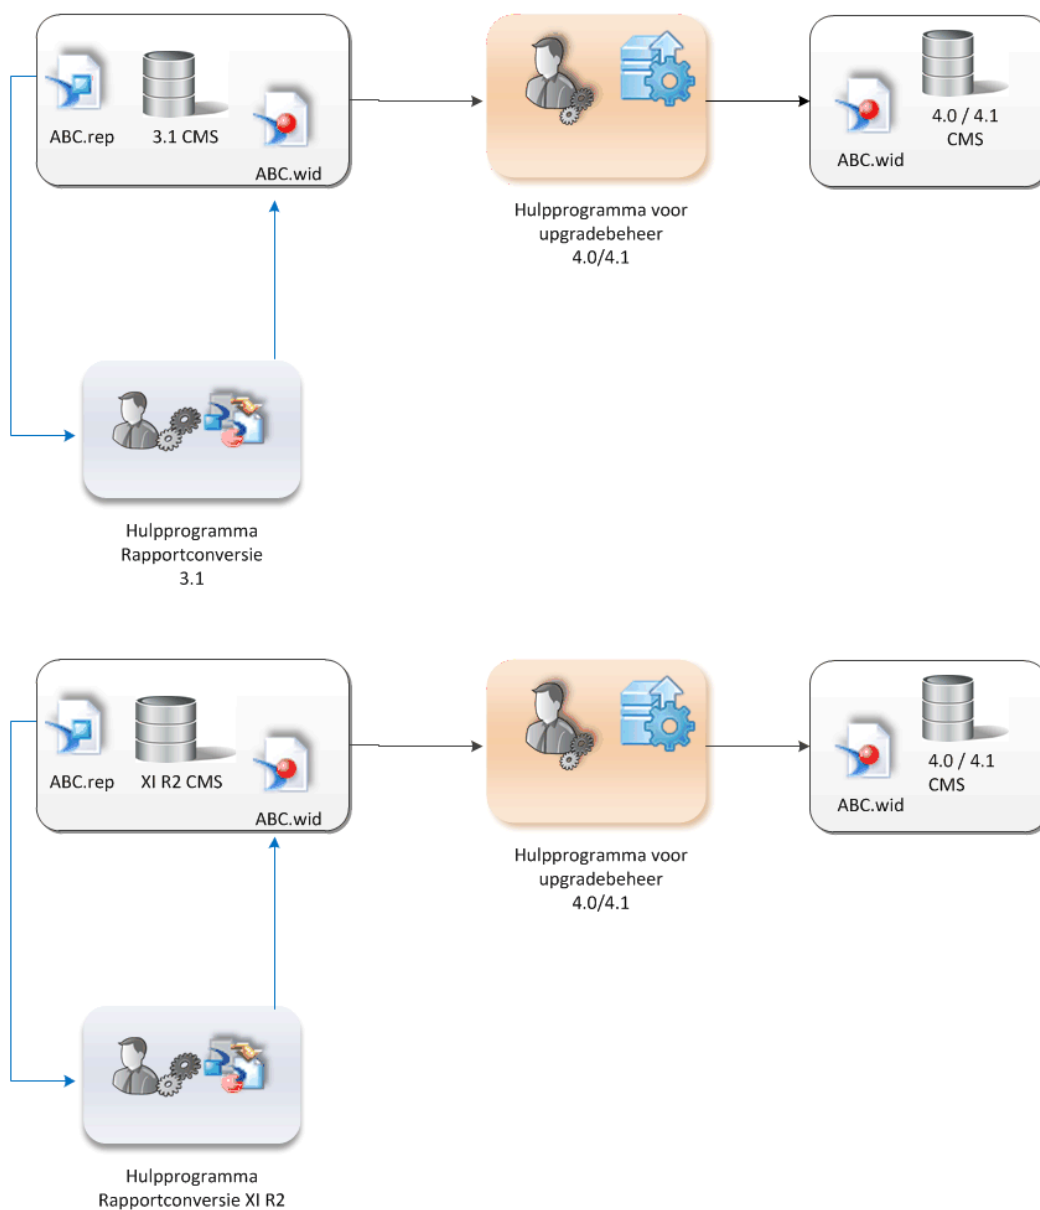 ABC.rep
3.1 CMS
ABC.wid
ABC.wid
4.0 / 4.1
CMS
Hulpprogramma voor
upgradebeheer
4.0/4.1
Hulpprogramma
Rapportconversie
3.1
ABC.rep
XI R2 CMS
ABC.wid
ABC.wid
4.0 / 4.1
CMS
Hulpprogramma voor
upgradebeheer
4.0/4.1
Hulpprogramma
Rapportconversie XI R2